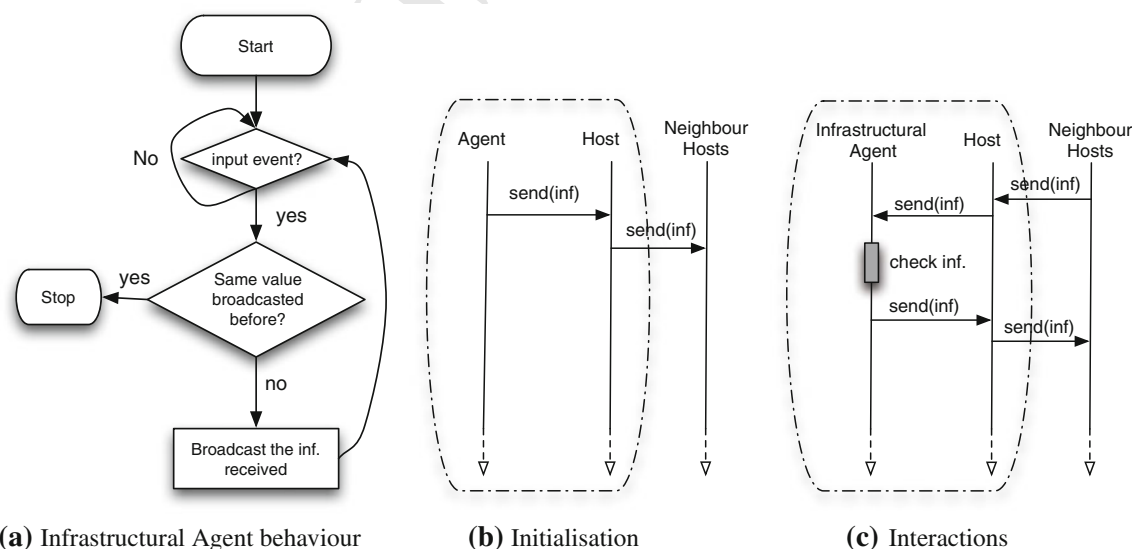 Start
No
input event?
yes
yes
Same value
broadcasted
before?
Stop
no
Broadcast the inf.
received
(a) Infrastructural Agent behaviour
Agent
Host
Neighbour
Hosts
send(inf)
send(inf)
(b) Initialisation
Infrastructural
Agent
Host
Neighbour
Hosts
send(inf)
send(inf)
check inf.
send(inf)
send(inf)
(c) Interactions